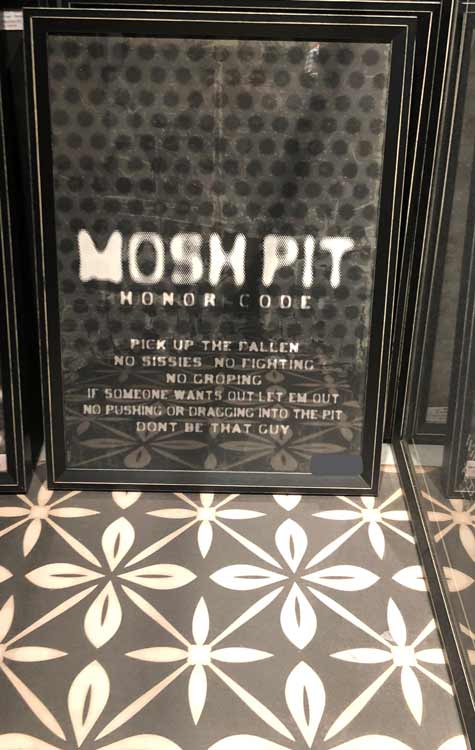 MOSH PIT
HONOR CODE
PICK UP THE FALLEN
NO SISSIES NO FIGHTING
NO GROPING
IF SOMEONE WANTS OUT LET EM OUT
NO PUSHING OR DRAGGING INTO THE PIT
DONT BE THAT GUY